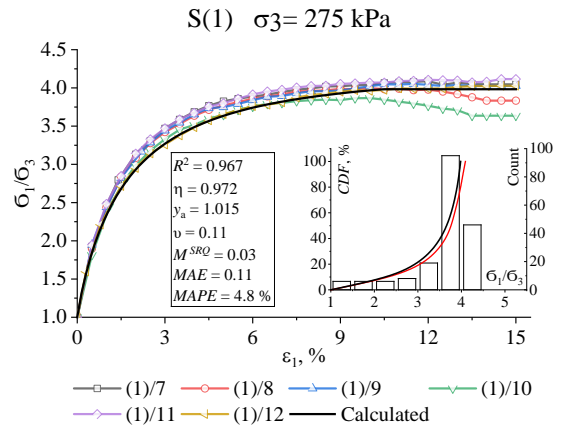 S(1) σ3= 275 kPa
4.5
4.0
3.5
3.0
2.5
2.0
1.5
1.0
0
3
6
9
12
15
б₁/б₃
ε₁, %
R² = 0.967
η = 0.972
yₐ = 1.015
υ = 0.11
M^SRQ = 0.03
MAE = 0.11
MAPE = 4.8 %
CDF, %
100%
80%
60%
40%
20%
0%
Count
100
80
60
40
20
0
1
2
3
4
5
б₁/б₃
(1)/7 (1)/8 (1)/9 (1)/10
(1)/11 (1)/12 Calculated